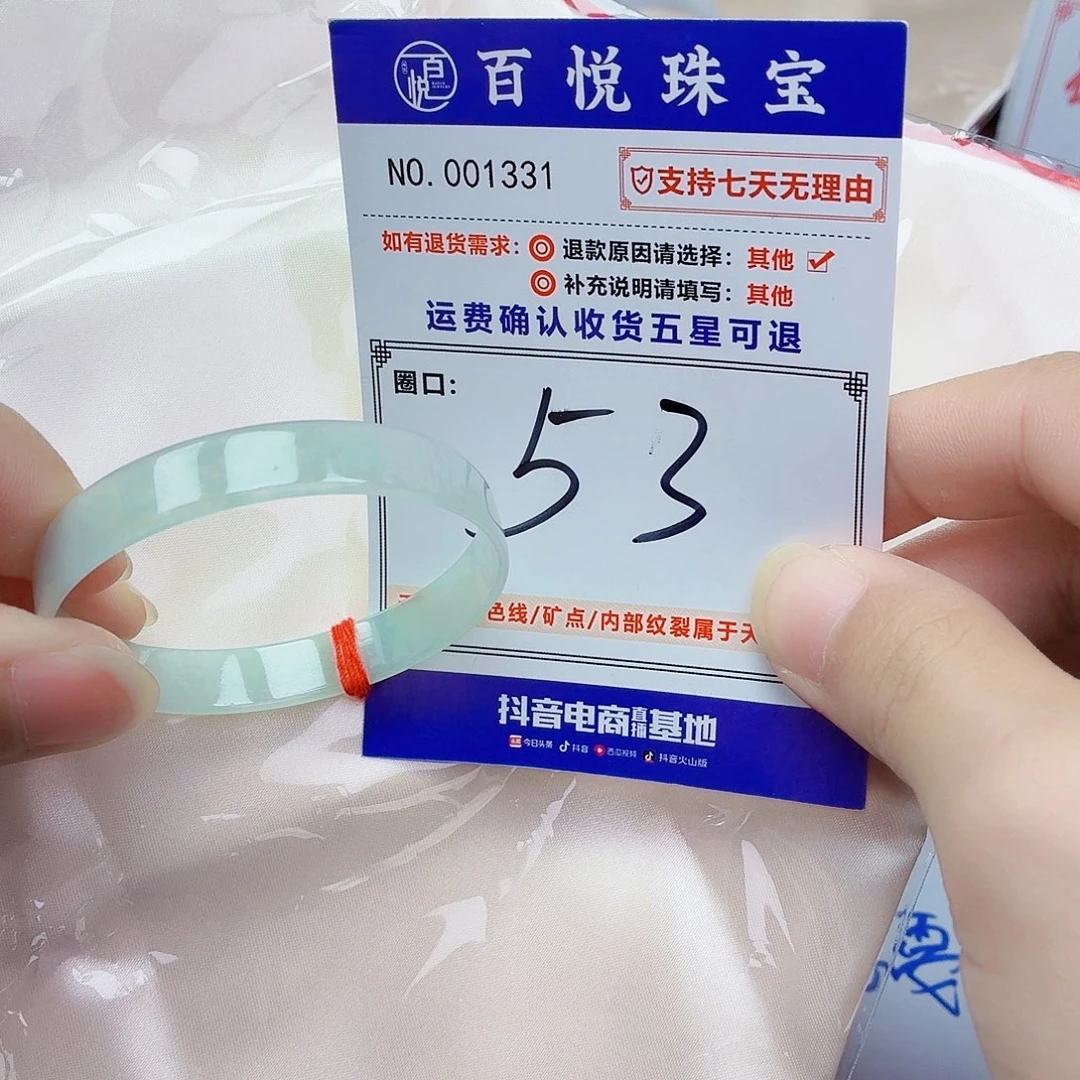 百悦
百悦珠宝
NO. 001331
支持七天无理由
如有退货需求: 退款原因请选择: 其他
补充说明请填写: 其他
运费确认收货五星可退
圈口:
53
色线/矿点/内部纹裂属于天
抖音电商直播基地
今日头条 抖音 西瓜视频 抖音火山版